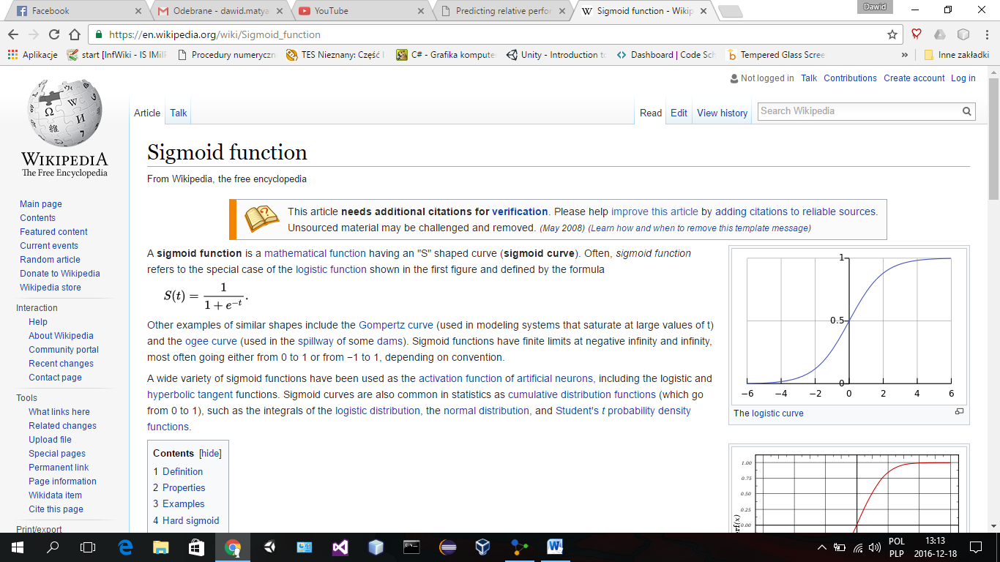 Facebook
Odebrane - dawid.matya
YouTube
Predicting relative perfor
Sigmoid function - Wikip
Dawid
https://en.wikipedia.org/wiki/Sigmoid_function
Aplikacje
start [InfWiki - IS IMiIP
Procedury numeryczn
TES Nieznany: Część I
C# - Grafika kompute
Unity - Introduction to
Dashboard | Code Sch
Tempered Glass Scree
»
Inne zakładki
Not logged in Talk Contributions Create account Log in
Article Talk
Read Edit View history
Search Wikipedia
WIKIPEDIA
The Free Encyclopedia
Main page
Contents
Featured content
Current events
Random article
Donate to Wikipedia
Wikipedia store
Interaction
Help
About Wikipedia
Community portal
Recent changes
Contact page
Tools
What links here
Related changes
Upload file
Special pages
Permanent link
Page information
Wikidata item
Cite this page
Print/export
Sigmoid function
From Wikipedia, the free encyclopedia
This article needs additional citations for verification. Please help improve this article by adding citations to reliable sources.
Unsourced material may be challenged and removed. (May 2008) (Learn how and when to remove this template message)
A sigmoid function is a mathematical function having an "S" shaped curve (sigmoid curve). Often, sigmoid function
refers to the special case of the logistic function shown in the first figure and defined by the formula
S(t) = 1 / (1 + e^−t).
Other examples of similar shapes include the Gompertz curve (used in modeling systems that saturate at large values of t)
and the ogee curve (used in the spillway of some dams). Sigmoid functions have finite limits at negative infinity and infinity,
most often going either from 0 to 1 or from −1 to 1, depending on convention.
A wide variety of sigmoid functions have been used as the activation function of artificial neurons, including the logistic and
hyperbolic tangent functions. Sigmoid curves are also common in statistics as cumulative distribution functions (which go
from 0 to 1), such as the integrals of the logistic distribution, the normal distribution, and Student's t probability density
functions.
Contents [hide]
1 Definition
2 Properties
3 Examples
4 Hard sigmoid
1
0.5
0
−6 −4 −2 0 2 4 6
The logistic curve
1.00
0.75
0.50
0.25
0.00
rf(x)
POL
PLP
13:13
2016-12-18